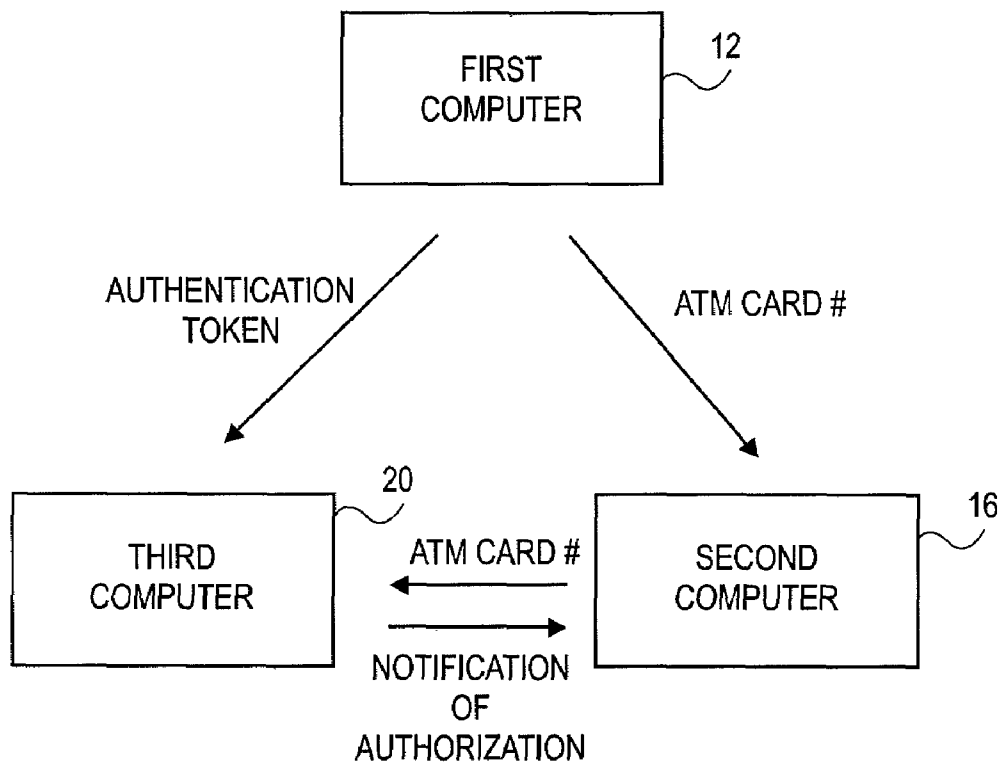 12
FIRST
COMPUTER
AUTHENTICATION
TOKEN
ATM CARD #
20
16
THIRD
COMPUTER
ATM CARD #
SECOND
COMPUTER
NOTIFICATION
OF
AUTHORIZATION